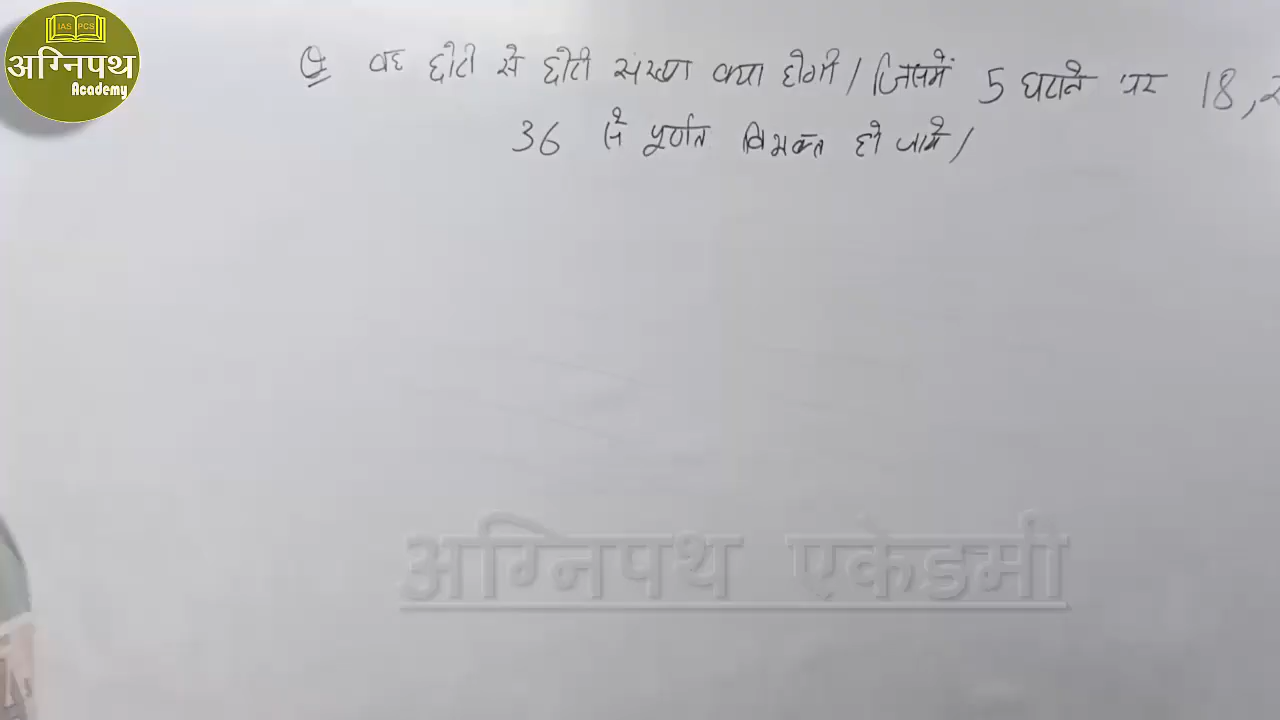 IAS PCS
अग्निपथ
Academy
Q वह छोटी से छोटी संख्या क्या होगी / जिसमें 5 घटाने पर 18,
36 से पूर्णत विभक्त हो जाये /
अग्निपथ एकेडमी